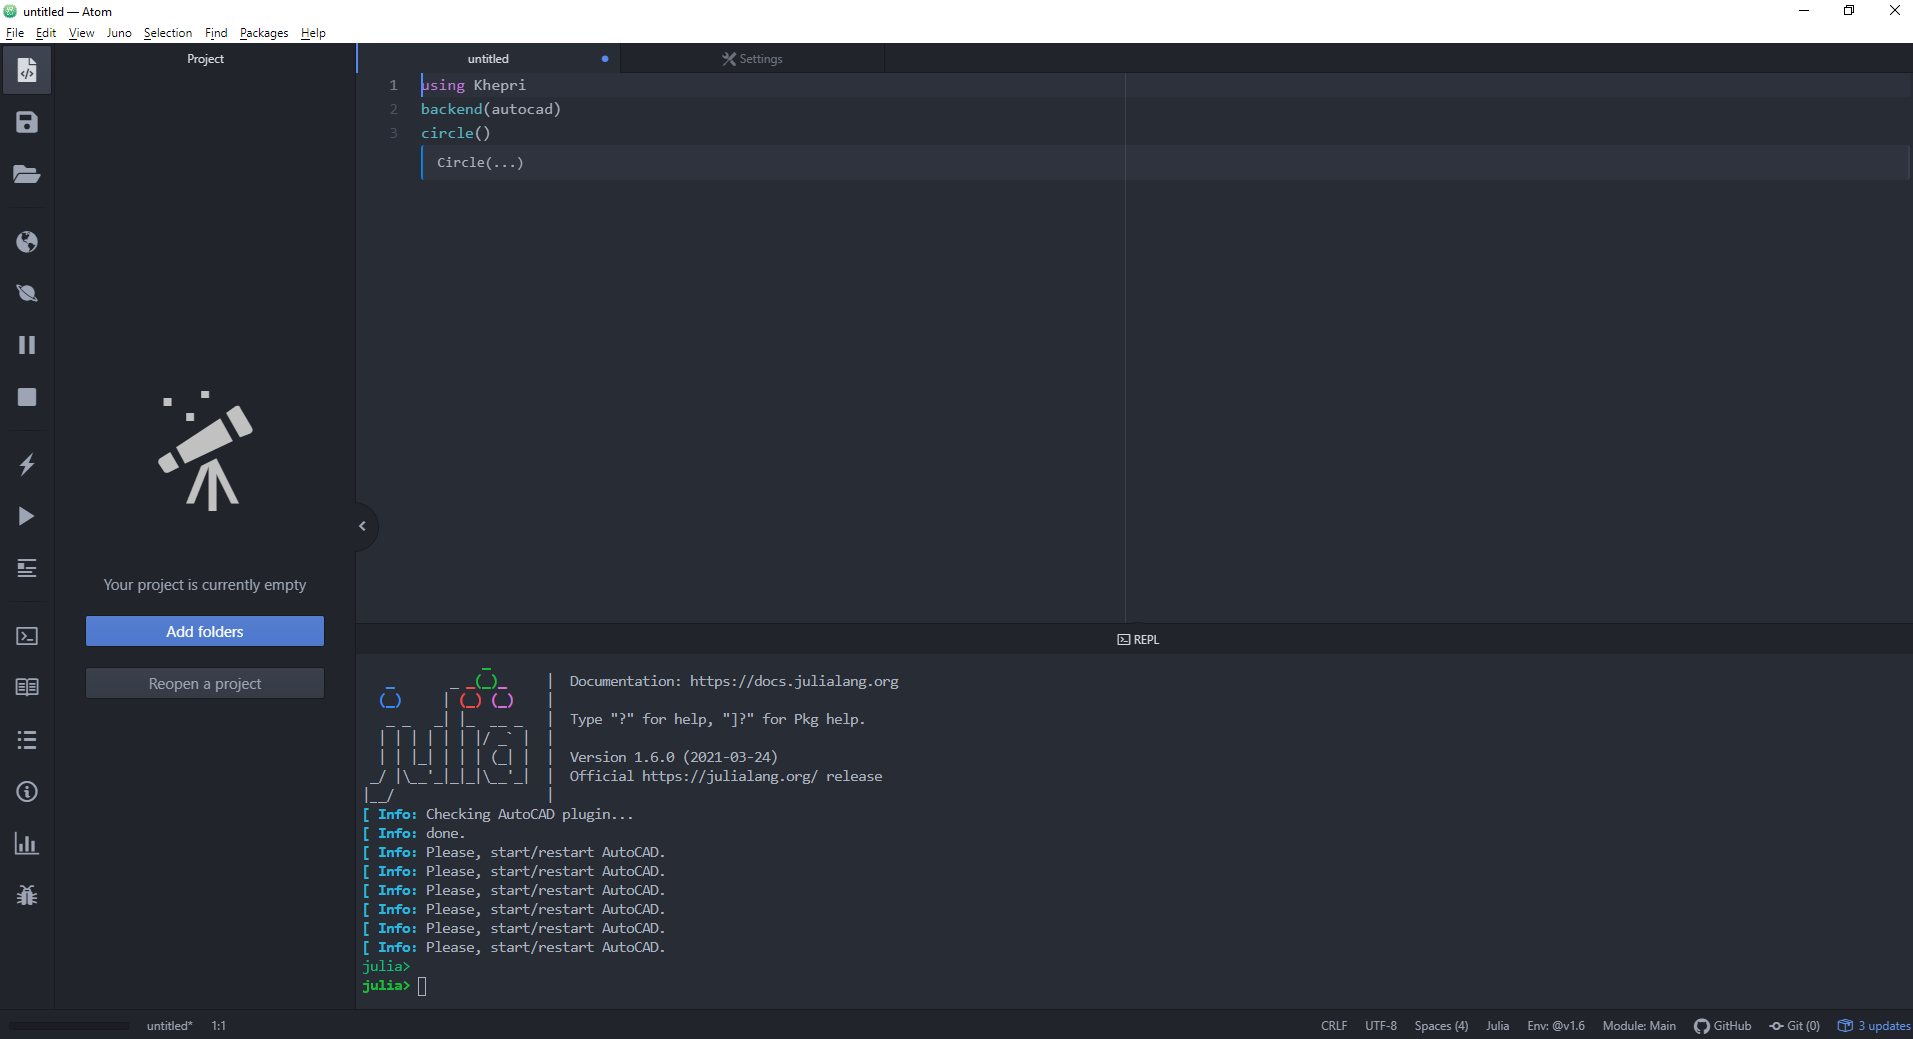 untitled — Atom
File Edit View Juno Selection Find Packages Help
Project
untitled
Settings
1 using Khepri
2 backend(autocad)
3 circle()
Circle(...)
Your project is currently empty
Add folders
Reopen a project
REPL
Documentation: https://docs.julialang.org
Type "?" for help, "]?" for Pkg help.
Version 1.6.0 (2021-03-24)
Official https://julialang.org/ release
[ Info: Checking AutoCAD plugin...
[ Info: done.
[ Info: Please, start/restart AutoCAD.
[ Info: Please, start/restart AutoCAD.
[ Info: Please, start/restart AutoCAD.
[ Info: Please, start/restart AutoCAD.
[ Info: Please, start/restart AutoCAD.
[ Info: Please, start/restart AutoCAD.
julia>
julia>
untitled* 1:1 CRLF UTF-8 Spaces (4) Julia Env: @v1.6 Module: Main GitHub Git (0) 3 updates